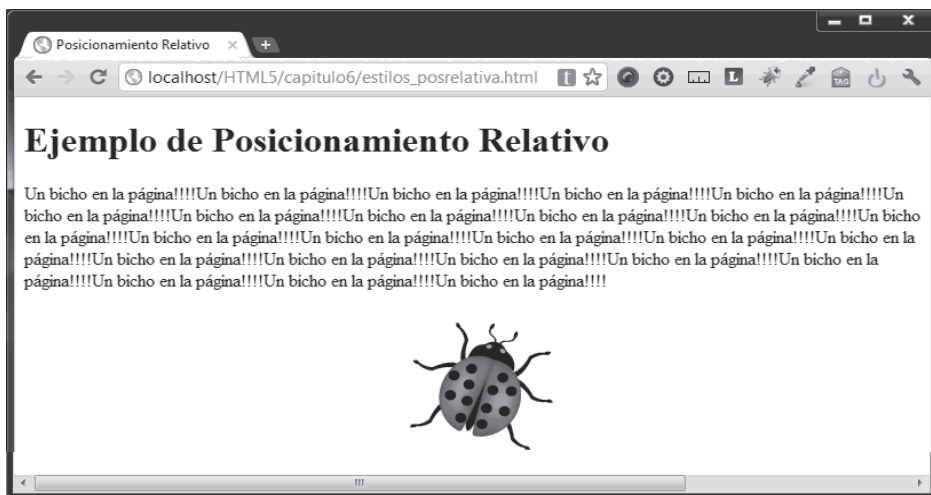 Posicionamiento Relativo
localhost/HTML5/capitulo6/estilos_posrelativa.html
t
L
TAG
Ejemplo de Posicionamiento Relativo
Un bicho en la página!!!!Un bicho en la página!!!!Un bicho en la página!!!!Un bicho en la página!!!!Un bicho en la página!!!!Un
bicho en la página!!!!Un bicho en la página!!!!Un bicho en la página!!!!Un bicho en la página!!!!Un bicho en la página!!!!Un bicho
en la página!!!!Un bicho en la página!!!!Un bicho en la página!!!!Un bicho en la página!!!!Un bicho en la página!!!!Un bicho en la
página!!!!Un bicho en la página!!!!Un bicho en la página!!!!Un bicho en la página!!!!Un bicho en la página!!!!Un bicho en la
página!!!!Un bicho en la página!!!!Un bicho en la página!!!!Un bicho en la página!!!!